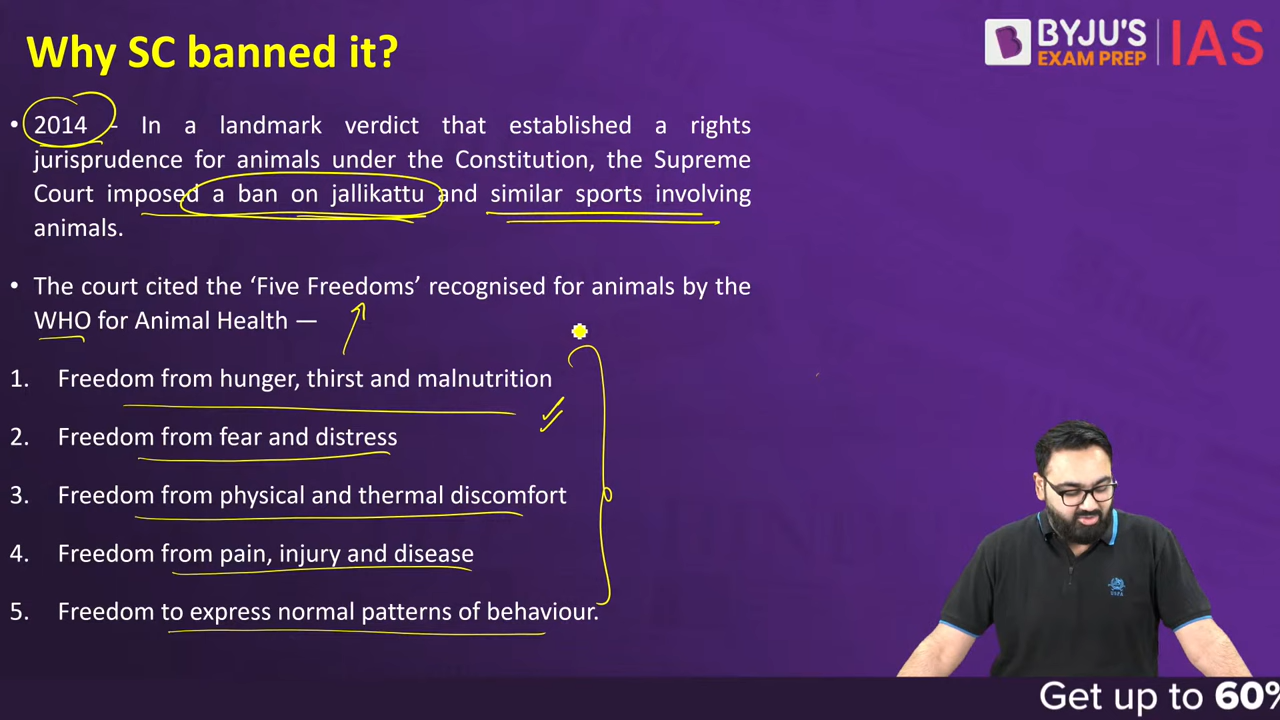 Why SC banned it?
BYJU'S
EXAM PREP
IAS
• 2014 - In a landmark verdict that established a rights
jurisprudence for animals under the Constitution, the Supreme
Court imposed a ban on jallikattu and similar sports involving
animals.
• The court cited the ‘Five Freedoms’ recognised for animals by the
WHO for Animal Health —
1. Freedom from hunger, thirst and malnutrition
2. Freedom from fear and distress
3. Freedom from physical and thermal discomfort
4. Freedom from pain, injury and disease
5. Freedom to express normal patterns of behaviour.
Get up to 60%